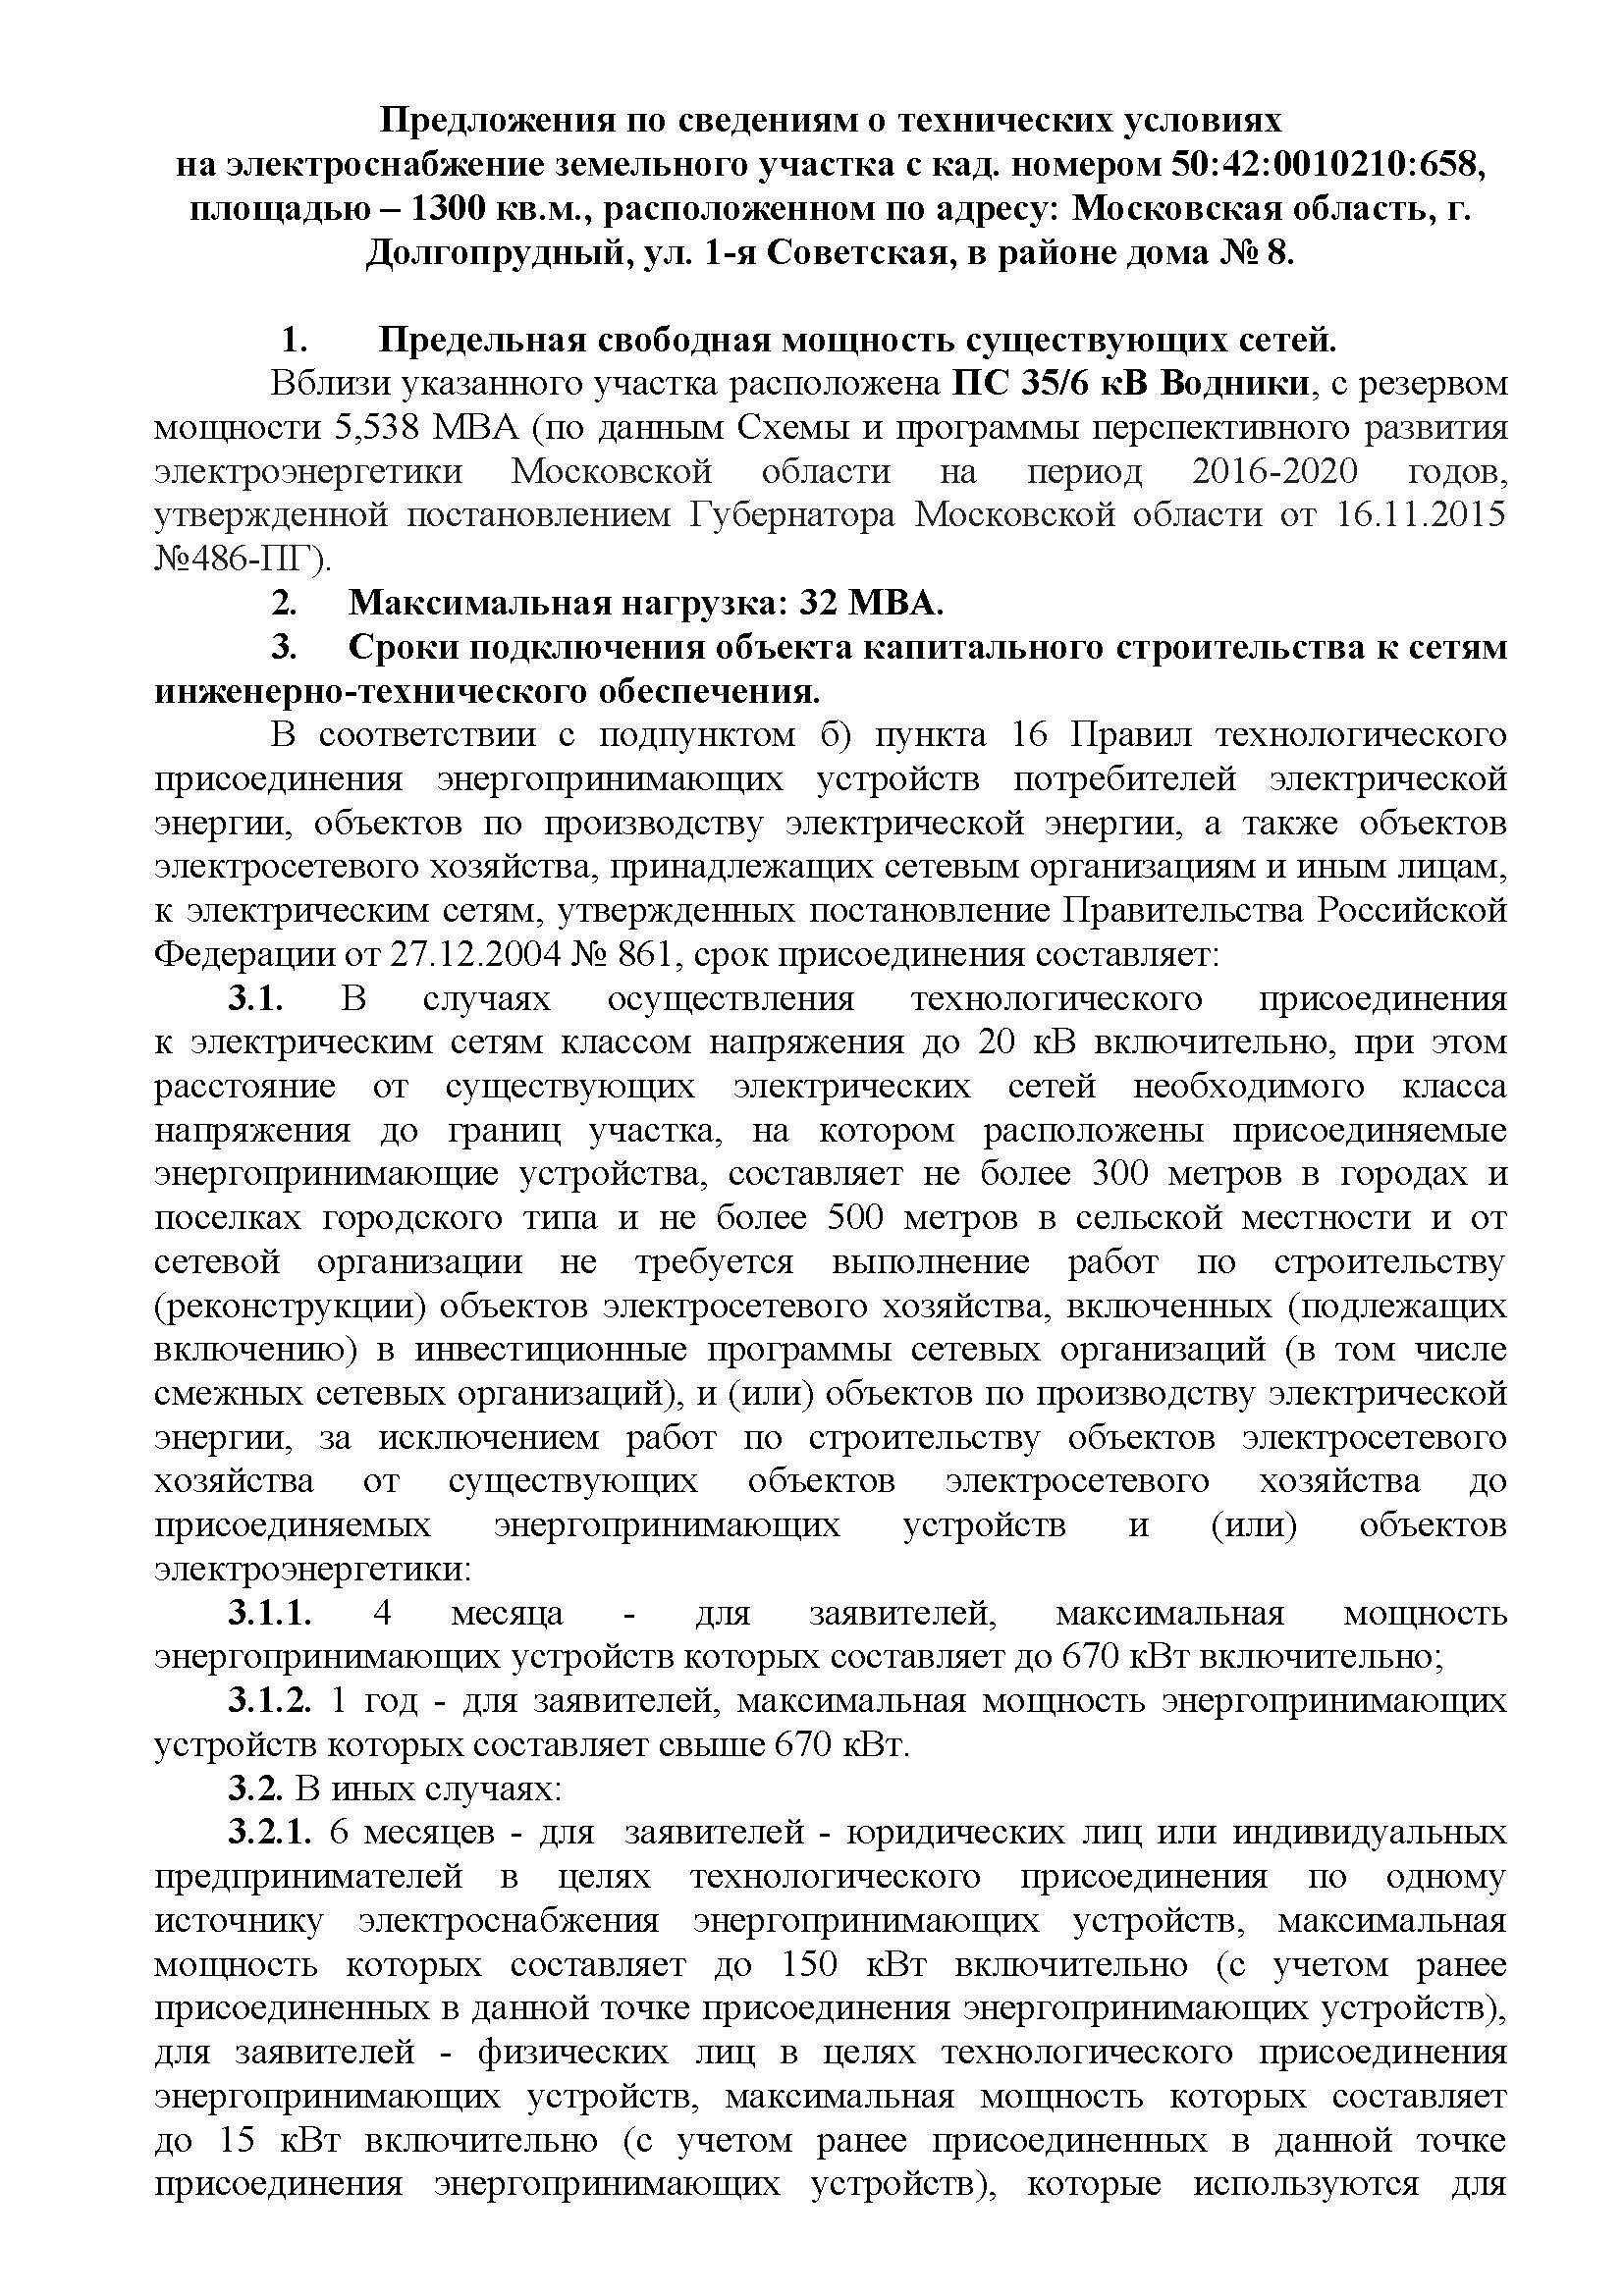 Предложения по сведениям о технических условиях
на электроснабжение земельного участка с кад. номером 50:42:0010210:658,
площадью – 1300 кв.м., расположенном по адресу: Московская область, г.
Долгопрудный, ул. 1-я Советская, в районе дома № 8.
1. Предельная свободная мощность существующих сетей.
Вблизи указанного участка расположена ПС 35/6 кВ Водники, с резервом
мощности 5,538 МВА (по данным Схемы и программы перспективного развития
электроэнергетики Московской области на период 2016-2020 годов,
утвержденной постановлением Губернатора Московской области от 16.11.2015
№486-ПГ).
2. Максимальная нагрузка: 32 МВА.
3. Сроки подключения объекта капитального строительства к сетям
инженерно-технического обеспечения.
В соответствии с подпунктом б) пункта 16 Правил технологического
присоединения энергопринимающих устройств потребителей электрической
энергии, объектов по производству электрической энергии, а также объектов
электросетевого хозяйства, принадлежащих сетевым организациям и иным лицам,
к электрическим сетям, утвержденных постановление Правительства Российской
Федерации от 27.12.2004 № 861, срок присоединения составляет:
3.1. В случаях осуществления технологического присоединения
к электрическим сетям классом напряжения до 20 кВ включительно, при этом
расстояние от существующих электрических сетей необходимого класса
напряжения до границ участка, на котором расположены присоединяемые
энергопринимающие устройства, составляет не более 300 метров в городах и
поселках городского типа и не более 500 метров в сельской местности и от
сетевой организации не требуется выполнение работ по строительству
(реконструкции) объектов электросетевого хозяйства, включенных (подлежащих
включению) в инвестиционные программы сетевых организаций (в том числе
смежных сетевых организаций), и (или) объектов по производству электрической
энергии, за исключением работ по строительству объектов электросетевого
хозяйства от существующих объектов электросетевого хозяйства до
присоединяемых энергопринимающих устройств и (или) объектов
электроэнергетики:
3.1.1. 4 месяца - для заявителей, максимальная мощность
энергопринимающих устройств которых составляет до 670 кВт включительно;
3.1.2. 1 год - для заявителей, максимальная мощность энергопринимающих
устройств которых составляет свыше 670 кВт.
3.2. В иных случаях:
3.2.1. 6 месяцев - для заявителей - юридических лиц или индивидуальных
предпринимателей в целях технологического присоединения по одному
источнику электроснабжения энергопринимающих устройств, максимальная
мощность которых составляет до 150 кВт включительно (с учетом ранее
присоединенных в данной точке присоединения энергопринимающих устройств),
для заявителей - физических лиц в целях технологического присоединения
энергопринимающих устройств, максимальная мощность которых составляет
до 15 кВт включительно (с учетом ранее присоединенных в данной точке
присоединения энергопринимающих устройств), которые используются для